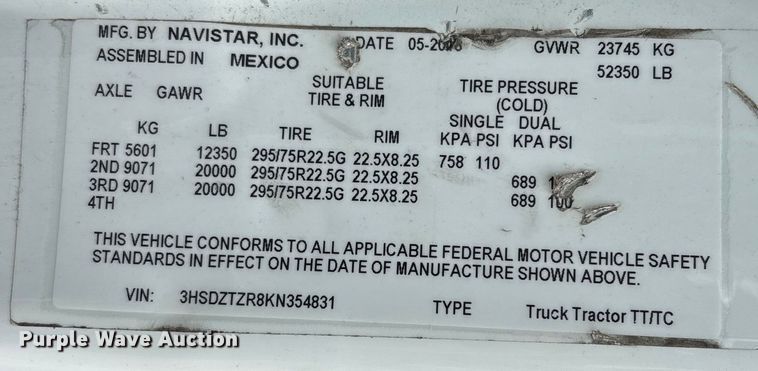 MFG. BY NAVISTAR, INC. DATE 05-2018 GVWR 23745 KG
ASSEMBLED IN MEXICO 52350 LB
AXLE GAWR SUITABLE TIRE & RIM TIRE PRESSURE (COLD)
SINGLE DUAL
KG LB TIRE RIM KPA PSI KPA PSI
FRT 5601 12350 295/75R22.5G 22.5X8.25 758 110
2ND 9071 20000 295/75R22.5G 22.5X8.25 689
3RD 9071 20000 295/75R22.5G 22.5X8.25 689 100
4TH
THIS VEHICLE CONFORMS TO ALL APPLICABLE FEDERAL MOTOR VEHICLE SAFETY
STANDARDS IN EFFECT ON THE DATE OF MANUFACTURE SHOWN ABOVE.
VIN: 3HSDZTZR8KN354831 TYPE Truck Tractor TT/TC
Purple Wave Auction